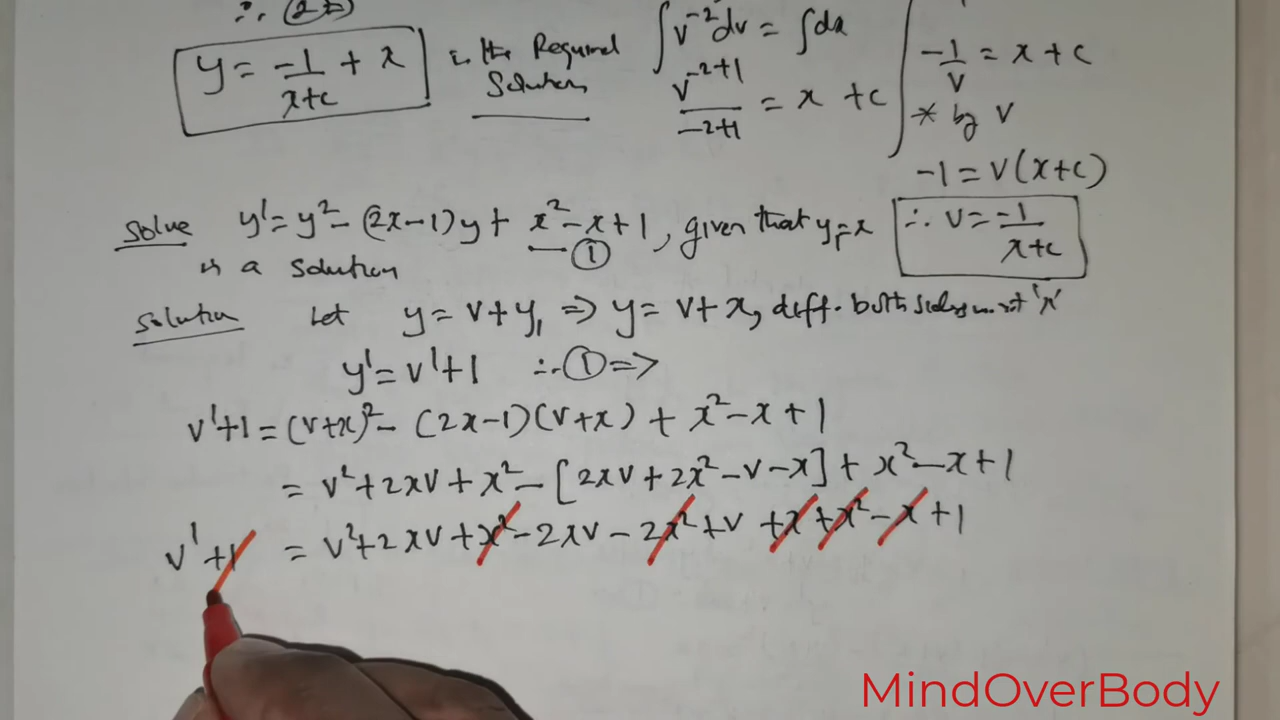 y = -1/(x+c) + x is the Required Solution
∫v⁻²dv = ∫dx
v⁻²⁺¹/(-2+1) = x + c
-1/v = x + c
* by v
-1 = v(x+c)
∴ v = -1/(x+c)
Solve y' = y² - (2x-1)y + x² - x + 1, given that y₁ = x
①
is a solution
Solution Let y = v + y₁ ⇒ y = v + x, diff. both sides w.r.t 'x'
y' = v' + 1 ∴ ① ⇒
v' + 1 = (v+x)² - (2x-1)(v+x) + x² - x + 1
= v² + 2xv + x² - [2xv + 2x² - v - x] + x² - x + 1
v' + 1 = v² + 2xv + x² - 2xv - 2x² + v + x + x² - x + 1
MindOverBody